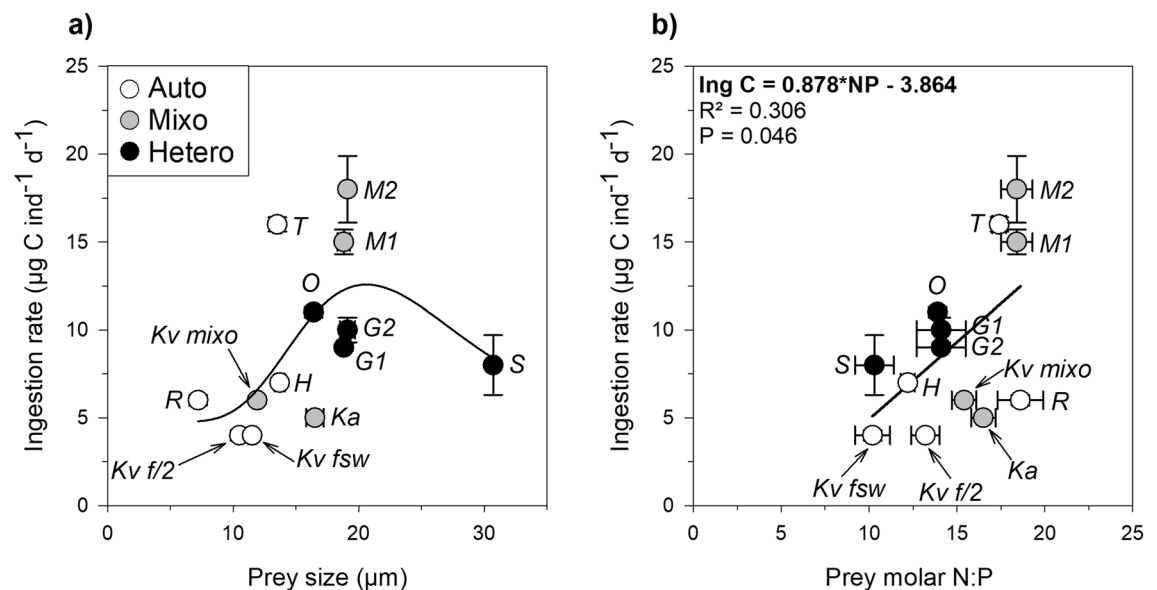 a)
Ingestion rate (µg C ind⁻¹ d⁻¹)
25
20
15
10
5
0
Auto
Mixo
Hetero
M2
T
M1
O
Kv mixo
G2
G1
S
H
R
Ka
Kv f/2
Kv fsw
0
10
20
30
Prey size (µm)
b)
Ingestion rate (µg C ind⁻¹ d⁻¹)
25
20
15
10
5
0
Ing C = 0.878*NP - 3.864
R² = 0.306
P = 0.046
M2
T
M1
O
G1
G2
S
H
Kv mixo
R
Ka
Kv fsw
Kv f/2
0
5
10
15
20
25
Prey molar N:P